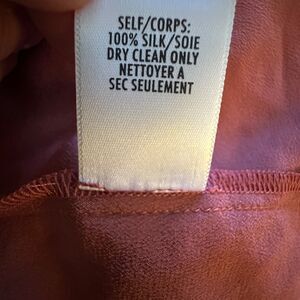 SELF/CORPS:
100% SILK/SOIE
DRY CLEAN ONLY
NETTOYER A
SEC SEULEMENT